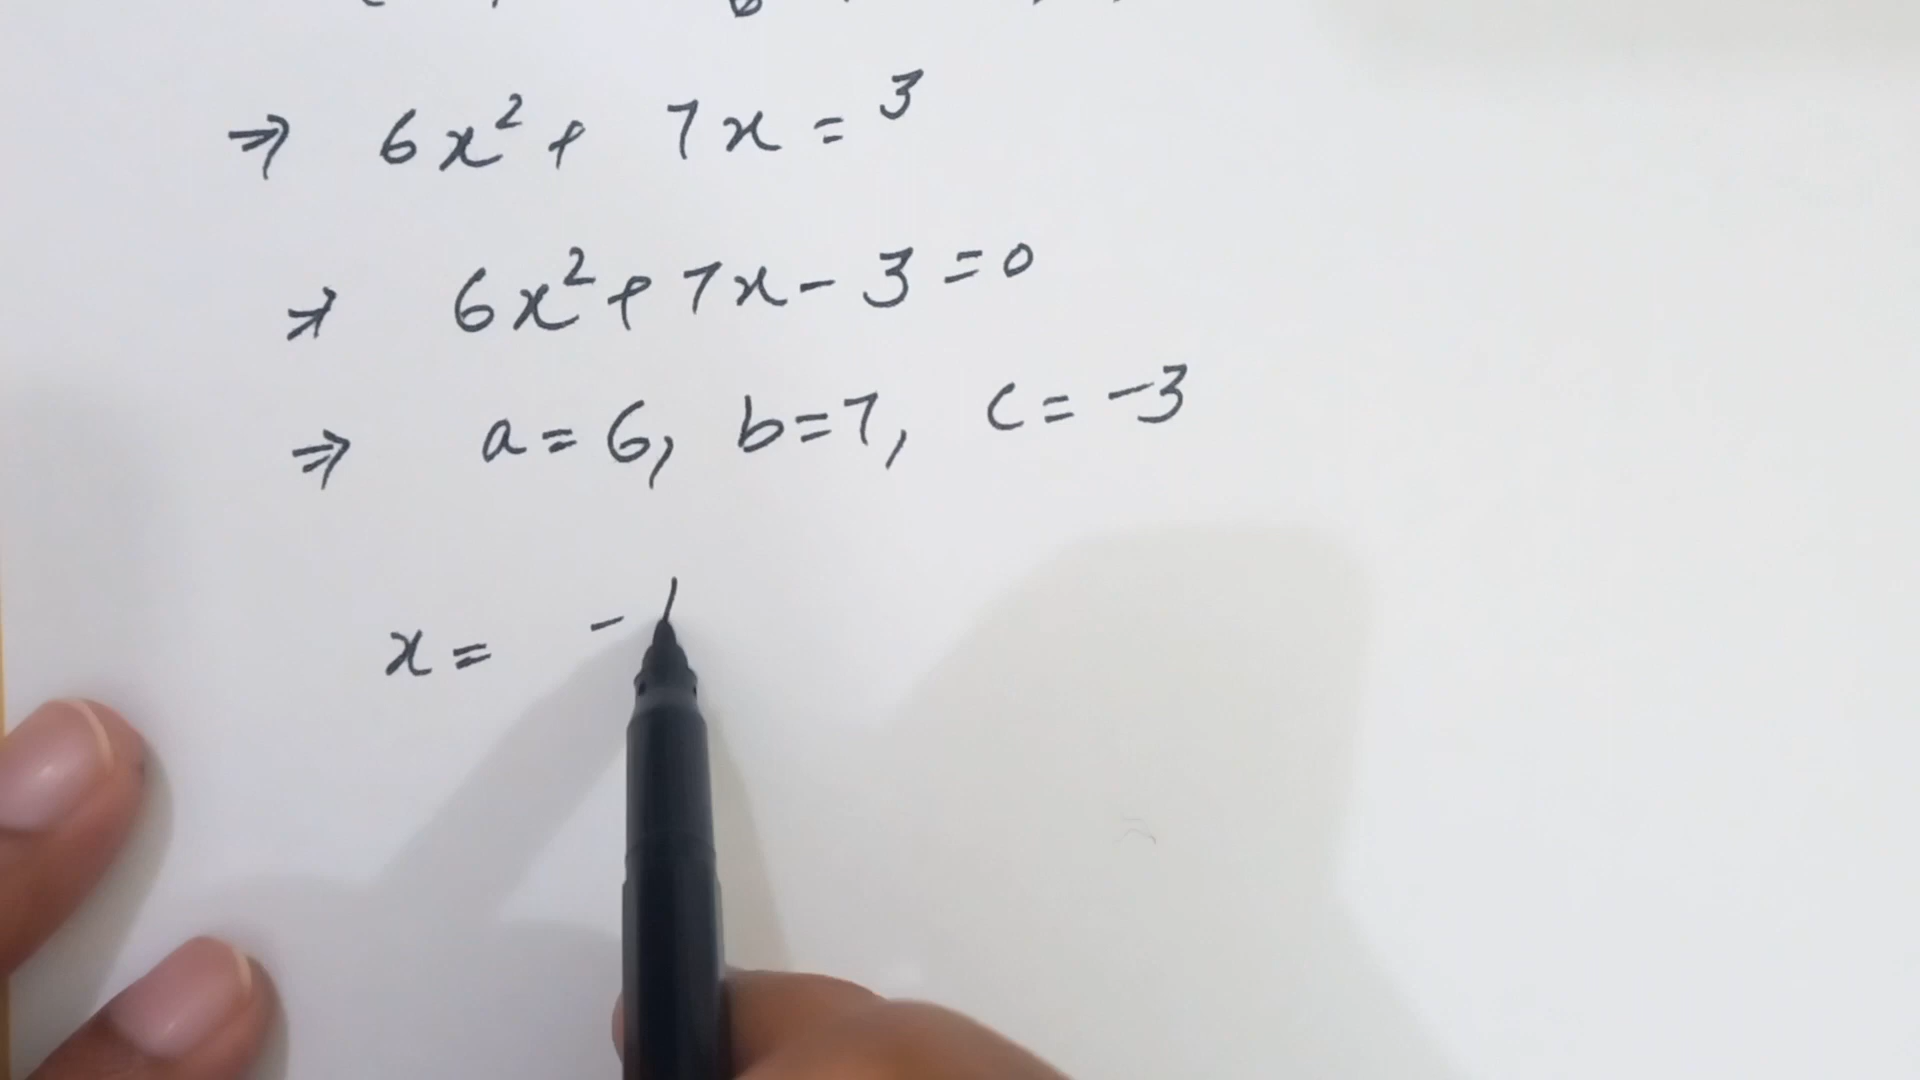 ⇒ 6x² + 7x = 3
⇒ 6x² + 7x - 3 = 0
⇒ a = 6, b = 7, c = -3
x = -